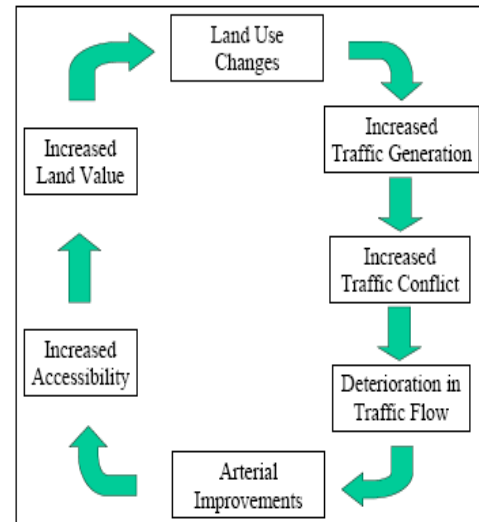 Land Use
Changes
Increased
Traffic Generation
Increased
Traffic Conflict
Deterioration in
Traffic Flow
Arterial
Improvements
Increased
Accessibility
Increased
Land Value